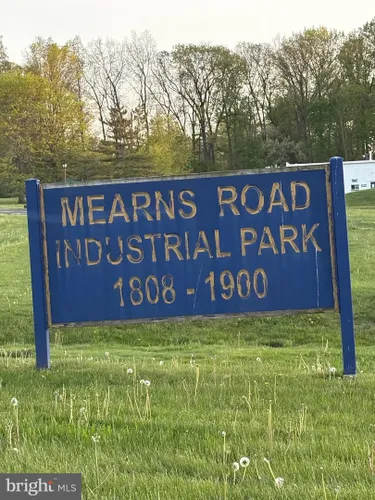 MEARNS ROAD
INDUSTRIAL PARK
1808 - 1900
bright MLS